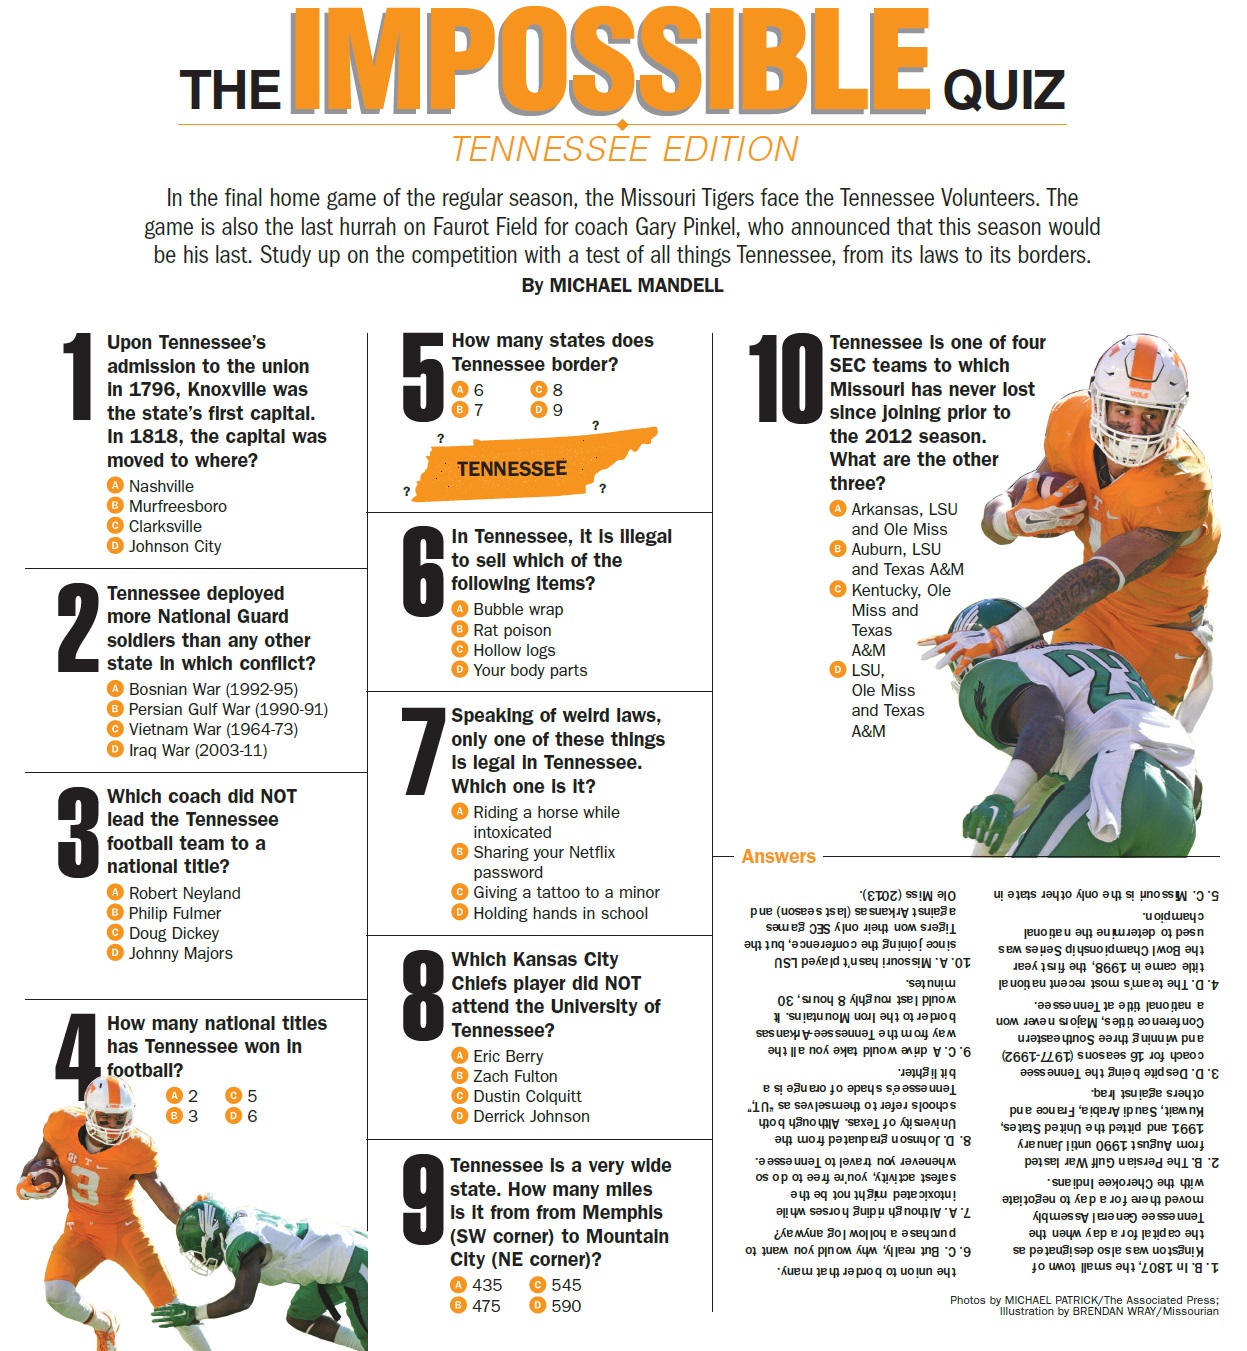 THE IMPOSSIBLE QUIZ
TENNESSEE EDITION
In the final home game of the regular season, the Missouri Tigers face the Tennessee Volunteers. The
game is also the last hurrah on Faurot Field for coach Gary Pinkel, who announced that this season would
be his last. Study up on the competition with a test of all things Tennessee, from its laws to its borders.
By MICHAEL MANDELL
1
Upon Tennessee's
admission to the union
in 1796, Knoxville was
the state's first capital.
In 1818, the capital was
moved to where?
A Nashville
B Murfreesboro
C Clarksville
D Johnson City
2
Tennessee deployed
more National Guard
soldiers than any other
state in which conflict?
A Bosnian War (1992-95)
B Persian Gulf War (1990-91)
C Vietnam War (1964-73)
D Iraq War (2003-11)
3
Which coach did NOT
lead the Tennessee
football team to a
national title?
A Robert Neyland
B Philip Fulmer
C Doug Dickey
D Johnny Majors
4
How many national titles
has Tennessee won in
football?
A 2 C 5
B 3 D 6
3
5
How many states does
Tennessee border?
A 6 C 8
B 7 D 9
? ?
TENNESSEE
? ?
6
In Tennessee, it is illegal
to sell which of the
following items?
A Bubble wrap
B Rat poison
C Hollow logs
D Your body parts
7
Speaking of weird laws,
only one of these things
is legal in Tennessee.
Which one is it?
A Riding a horse while
intoxicated
B Sharing your Netflix
password
C Giving a tattoo to a minor
D Holding hands in school
8
Which Kansas City
Chiefs player did NOT
attend the University of
Tennessee?
A Eric Berry
B Zach Fulton
C Dustin Colquitt
D Derrick Johnson
9
Tennessee is a very wide
state. How many miles
is it from from Memphis
(SW corner) to Mountain
City (NE corner)?
A 435 C 545
B 475 D 590
10
Tennessee is one of four
SEC teams to which
Missouri has never lost
since joining prior to
the 2012 season.
What are the other
three?
A Arkansas, LSU
and Ole Miss
B Auburn, LSU
and Texas A&M
C Kentucky, Ole
Miss and
Texas
A&M
D LSU,
Ole Miss
and Texas
A&M
VOLS
T
Answers
1. B. In 1807, the small town of
Kingston was also designated as
the capital for a day when the
Tennessee General Assembly
moved there for a day to negotiate
with the Cherokee Indians.
2. B. The Persian Gulf War lasted
from August 1990 until January
1991 and pitted the United States,
Kuwait, Saudi Arabia, France and
others against Iraq.
3. D. Despite being the Tennessee
coach for 16 seasons (1977-1992)
and winning three Southeastern
Conference titles, Majors never won
a national title at Tennessee.
4. D. The team's most recent national
title came in 1998, the first year
the Bowl Championship Series was
used to determine the national
champion.
5. C. Missouri is the only other state in
the union to border that many.
6. C. But really, why would you want to
purchase a hollow log anyway?
7. A. Although riding horses while
intoxicated might not be the
safest activity, you're free to do so
whenever you travel to Tennessee.
8. D. Johnson graduated from the
University of Texas. Although both
schools refer to themselves as "UT,"
Tennessee's shade of orange is a
bit lighter.
9. C. A drive would take you all the
way from the Tennessee-Arkansas
border to the Iron Mountains. It
would last roughly 8 hours, 30
minutes.
10. A. Missouri hasn't played LSU
since joining the conference, but the
Tigers won their only SEC games
against Arkansas (last season) and
Ole Miss (2013).
Photos by MICHAEL PATRICK/The Associated Press;
Illustration by BRENDAN WRAY/Missourian